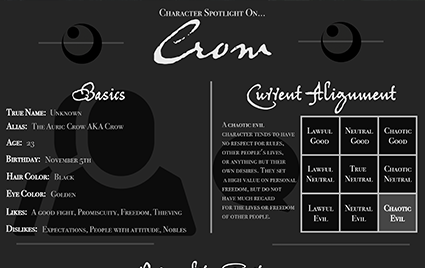 Character Spotlight On...
Crow
Basics
True Name: Unknown
Alias: The Auric Crow AKA Crow
Age: 23
Birthday: November 5th
Hair Color: Black
Eye Color: Golden
Likes: A good fight, Promiscuity, Freedom, Thieving
Dislikes: Expectations, People with attitude, Nobles
Current Alignment
A chaotic evil
character tends to have
no respect for rules,
other people's lives,
or anything but their
own desires. They set
a high value on personal
freedom, but do not
have much regard
for the lives or freedom
of other people.
Lawful Good
Neutral Good
Chaotic Good
Lawful Neutral
True Neutral
Chaotic Neutral
Lawful Evil
Neutral Evil
Chaotic Evil